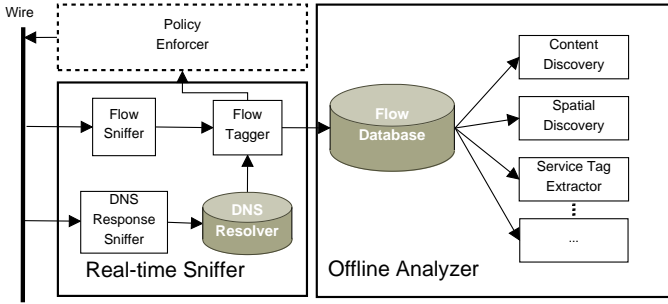 Wire
Policy
Enforcer
Flow
Sniffer
Flow
Tagger
DNS
Response
Sniffer
DNS
Resolver
Real-time Sniffer
Flow
Database
Content
Discovery
Spatial
Discovery
Service Tag
Extractor
...
Offline Analyzer